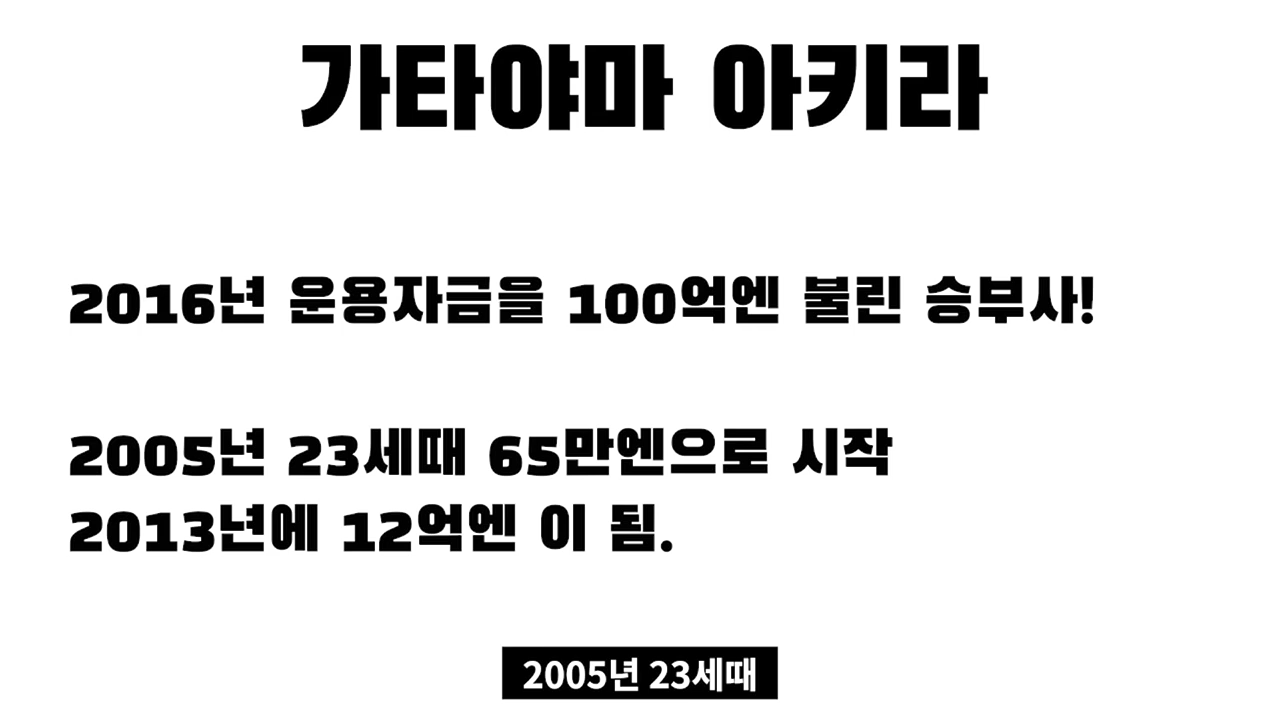 가타야마 아키라
2016년 운용자금을 100억엔 불린 승부사!
2005년 23세때 65만엔으로 시작
2013년에 12억엔 이 됨.
2005년 23세때